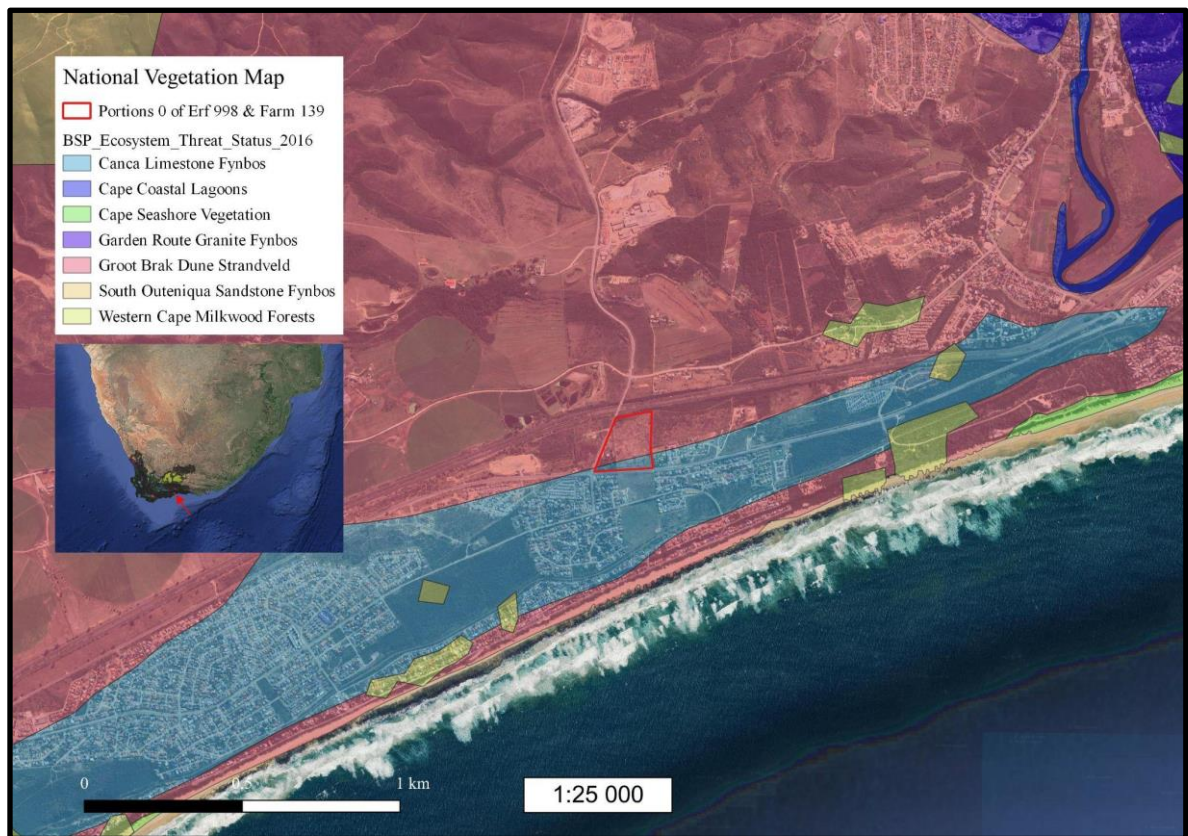 National Vegetation Map
Portions 0 of Erf 998 & Farm 139
BSP_Ecosystem_Threat_Status_2016
Canca Limestone Fynbos
Cape Coastal Lagoons
Cape Seashore Vegetation
Garden Route Granite Fynbos
Groot Brak Dune Strandveld
South Outeniqua Sandstone Fynbos
Western Cape Milkwood Forests
0 0.5 1 km
1:25 000